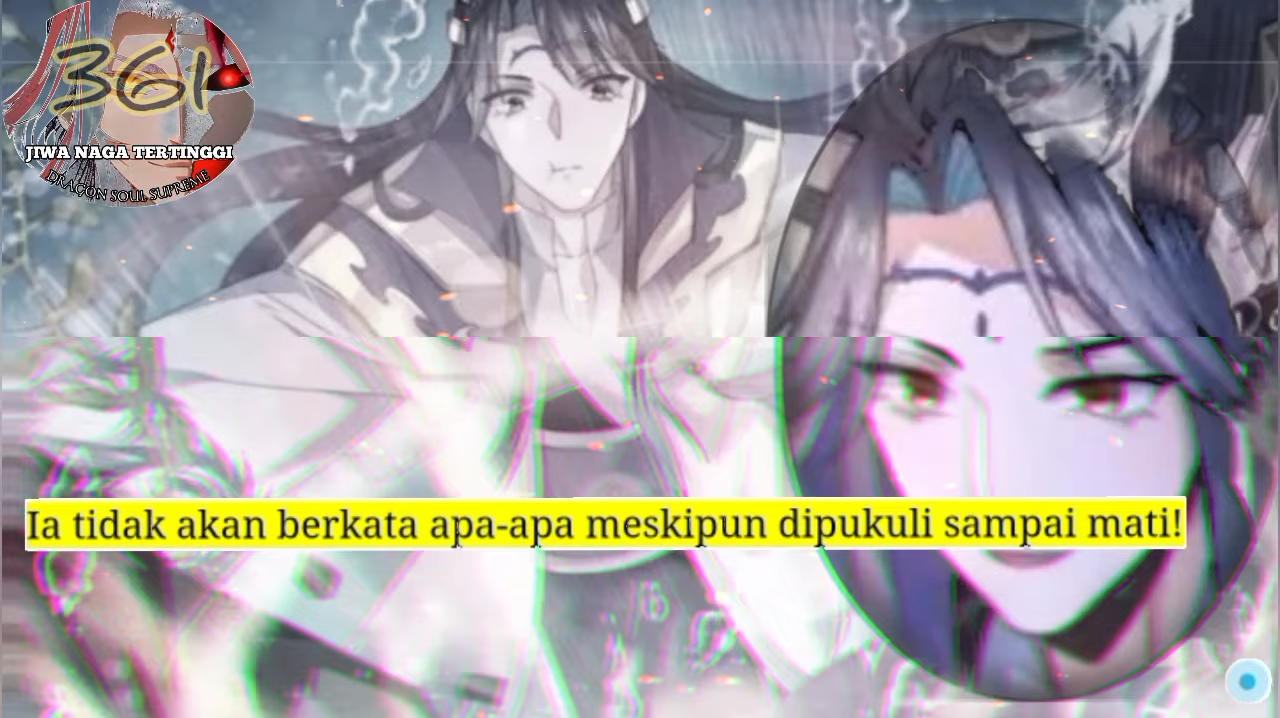 361
JIWA NAGA TERTINGGI
DRAGON SOUL SUPREME
Ia tidak akan berkata apa-apa meskipun dipukuli sampai mati!